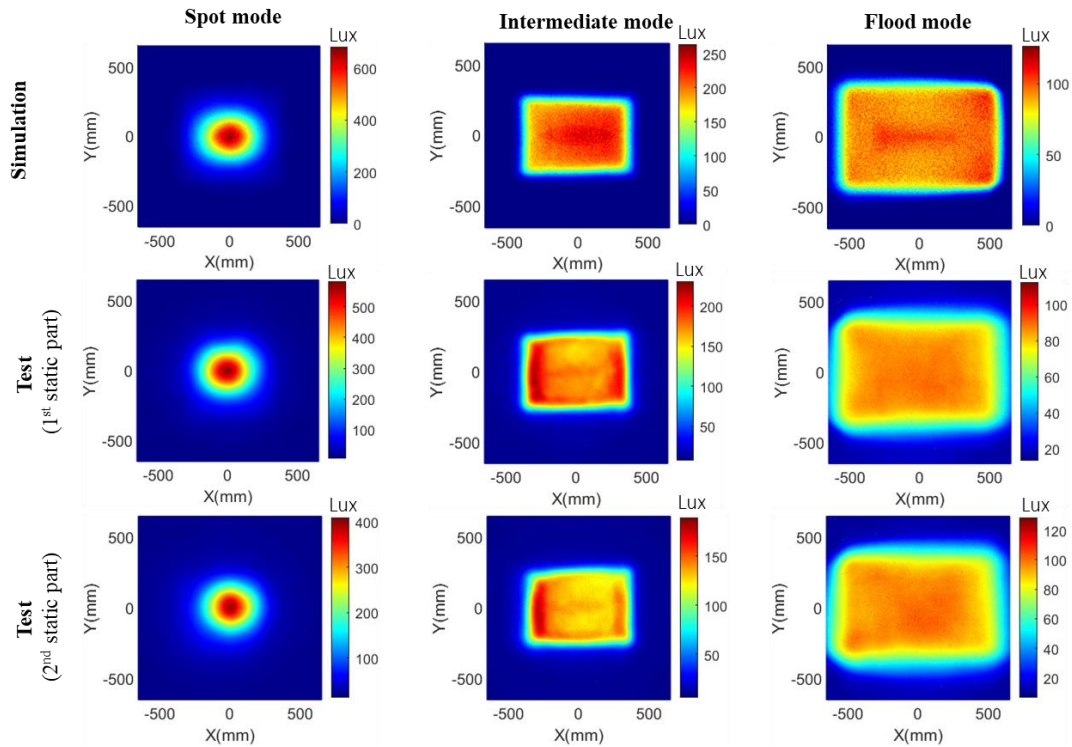 Spot mode
Intermediate mode
Flood mode
Simulation
Lux
600
400
200
0
500
0
-500
Y(mm)
-500 0 500
X(mm)
Lux
250
200
150
100
50
0
500
0
-500
Y(mm)
-500 0 500
X(mm)
Lux
100
50
0
500
0
-500
Y(mm)
-500 0 500
X(mm)
Test
(1st static part)
Lux
500
400
300
200
100
500
0
-500
Y(mm)
-500 0 500
X(mm)
Lux
200
150
100
50
500
0
-500
Y(mm)
-500 0 500
X(mm)
Lux
100
80
60
40
20
500
0
-500
Y(mm)
-500 0 500
X(mm)
Test
(2nd static part)
Lux
400
300
200
100
500
0
-500
Y(mm)
-500 0 500
X(mm)
Lux
150
100
50
500
0
-500
Y(mm)
-500 0 500
X(mm)
Lux
120
100
80
60
40
20
500
0
-500
Y(mm)
-500 0 500
X(mm)